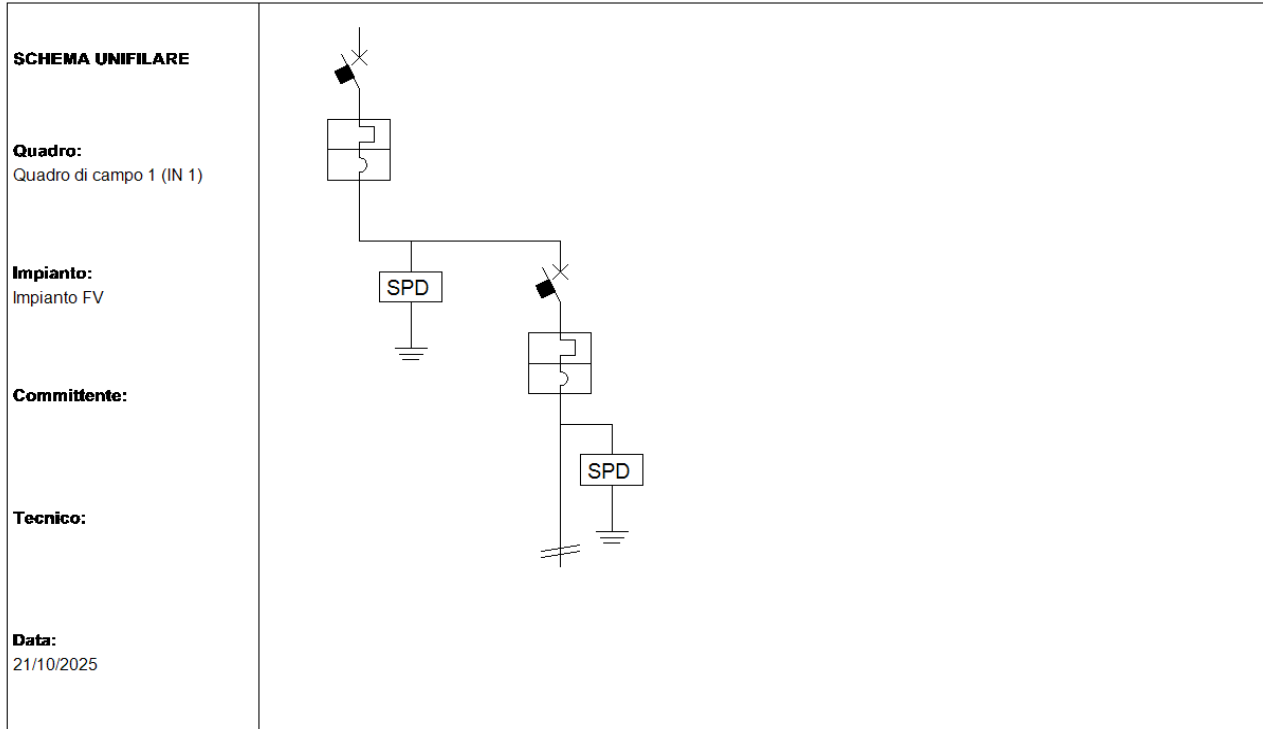 SCHEMA UNIFILARE
Quadro:
Quadro di campo 1 (IN 1)
Impianto:
Impianto FV
Committente:
Tecnico:
Data:
21/10/2025
SPD
SPD